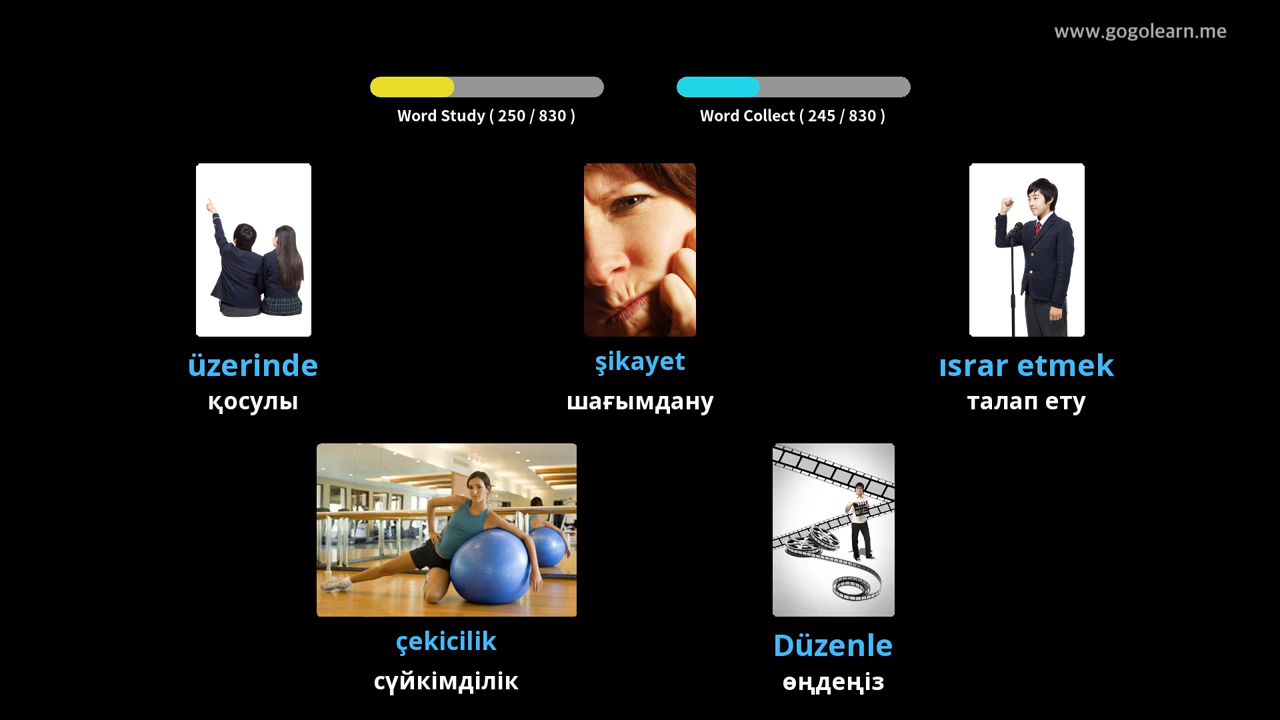 www.gogolearn.me
Word Study ( 250 / 830 )
Word Collect ( 245 / 830 )
üzerinde
қосулы
şikayet
шағымдану
ısrar etmek
талап ету
çekicilik
сүйкімділік
Düzenle
өңдеңіз